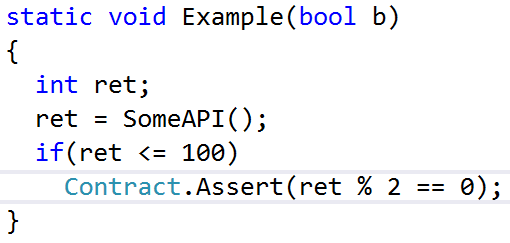 static void Example(bool b)
{
  int ret;
  ret = SomeAPI();
  if(ret <= 100)
    Contract.Assert(ret % 2 == 0);
}